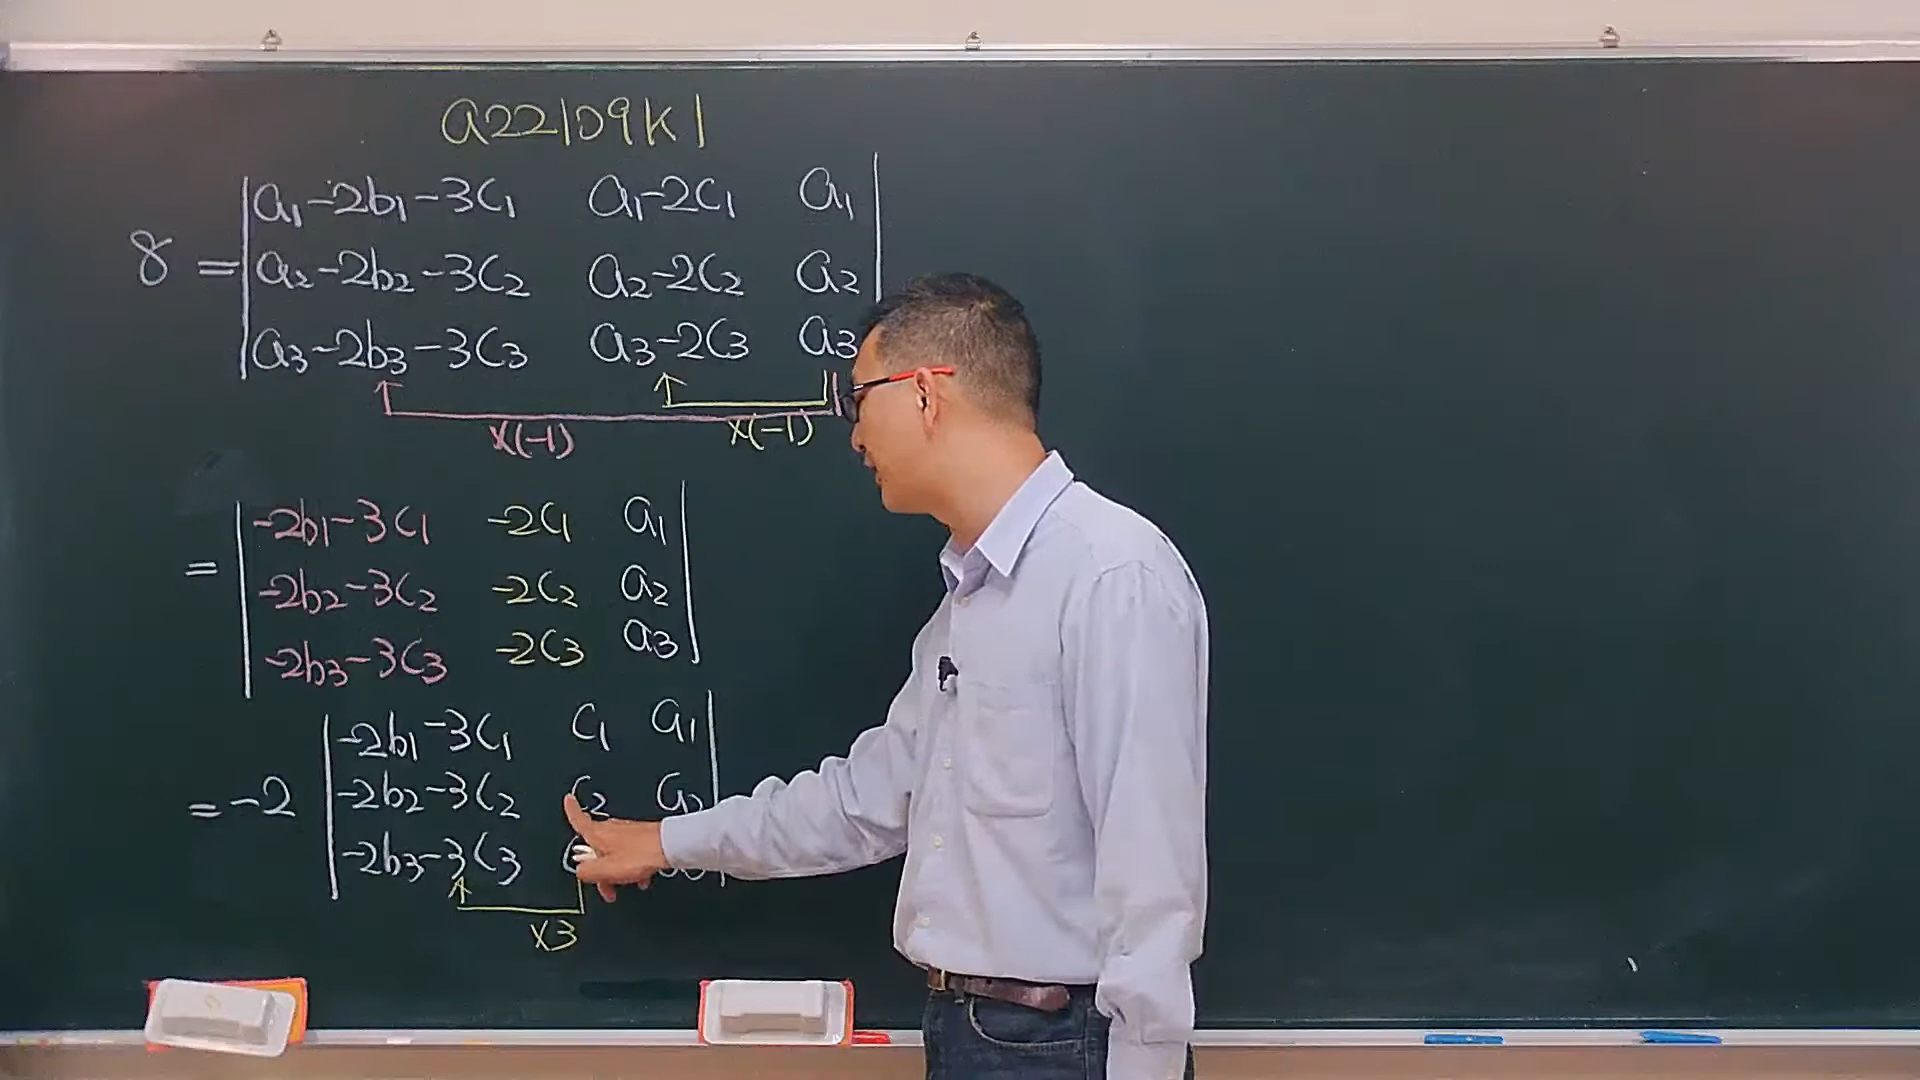 a22109K1
a₁-2b₁-3c₁ a₁-2c₁ a₁
8 = a₂-2b₂-3c₂ a₂-2c₂ a₂
a₃-2b₃-3c₃ a₃-2c₃ a₃
x(-1) x(-1)
-2b₁-3c₁ -2c₁ a₁
= -2b₂-3c₂ -2c₂ a₂
-2b₃-3c₃ -2c₃ a₃
-2b₁-3c₁ c₁ a₁
= -2 -2b₂-3c₂ c₂ a₂
-2b₃-3c₃
x3